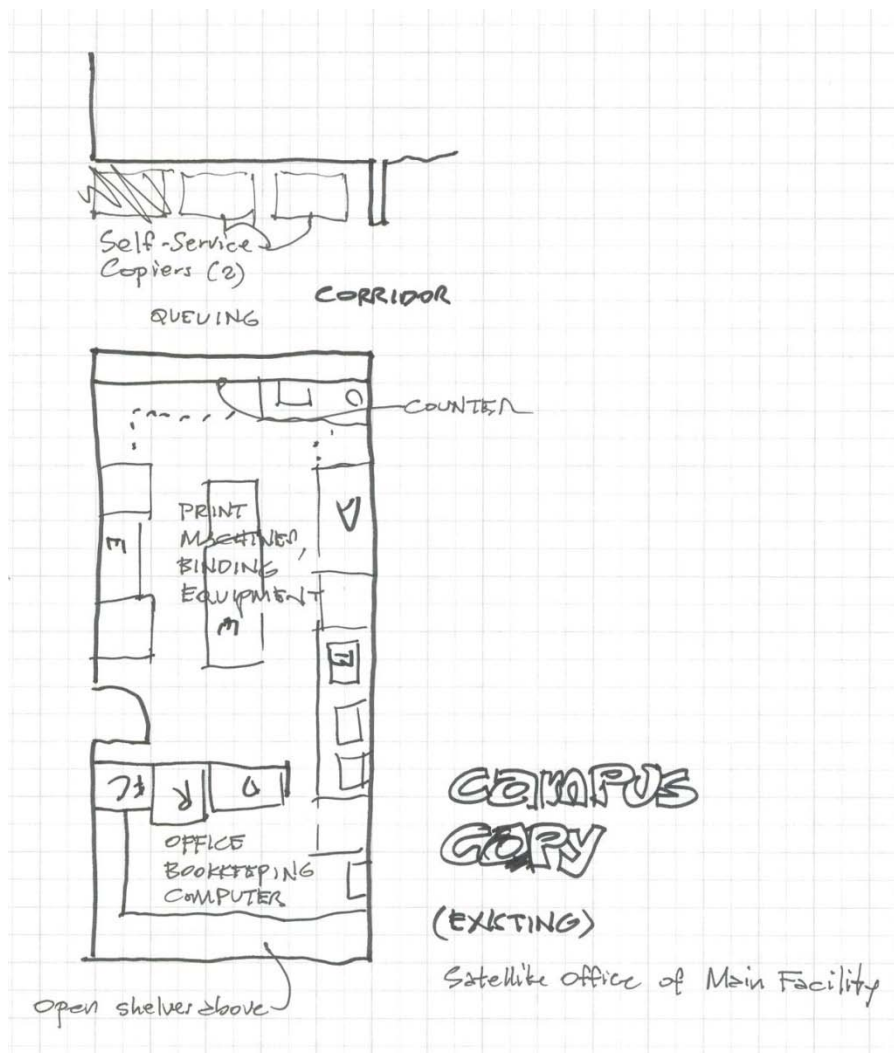 Self-Service
Copiers (2)
CORRIDOR
QUEUING
COUNTER
PRINT
MACHINES,
BINDING
EQUIPMENT
E
E
FC
R
D
OFFICE
BOOKKEEPING
COMPUTER
CAMPUS
COPY
(EXISTING)
Satellite Office of Main Facility
Open shelves above